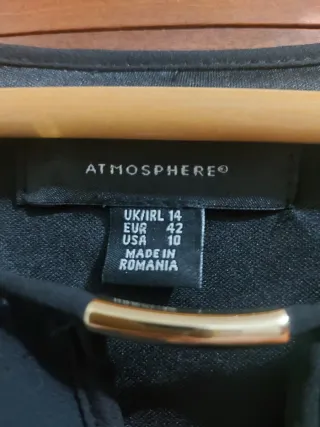 ATMOSPHERE©
UK/IRL 14
EUR 42
USA 10
MADE IN
ROMANIA